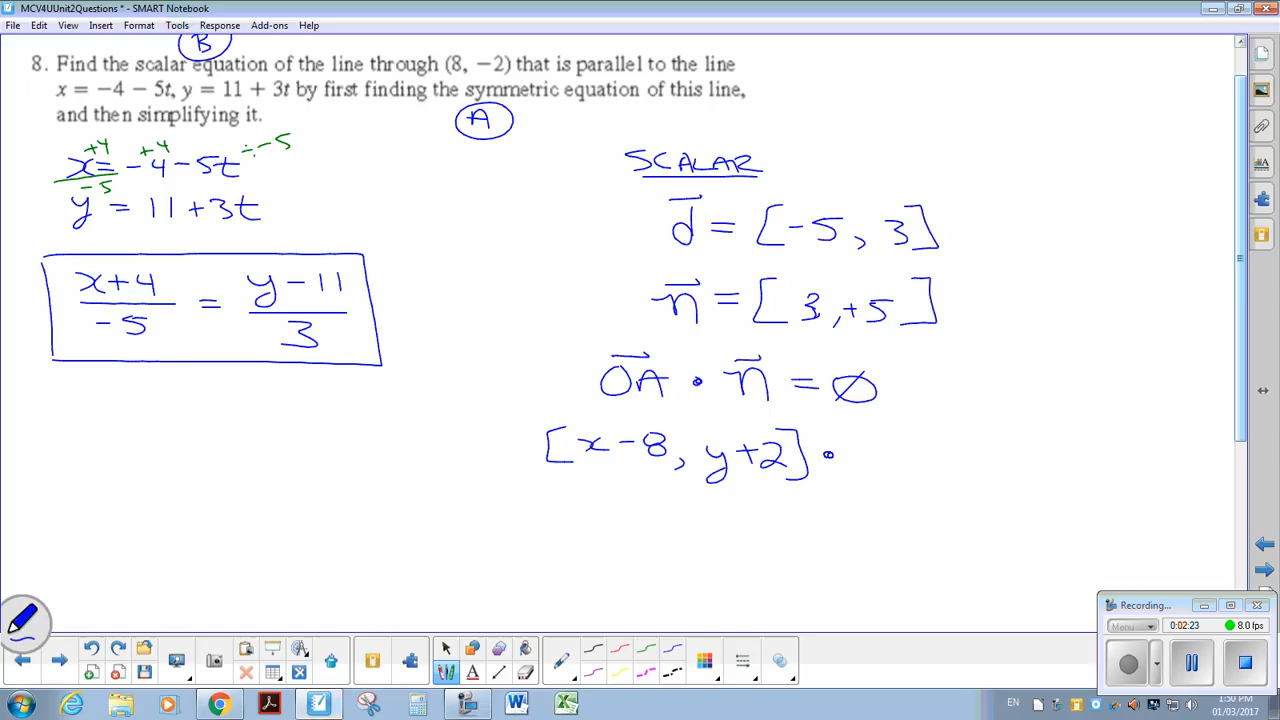 MCV4UUnit2Questions * - SMART Notebook
File Edit View Insert Format Tools Response Add-ons Help
B
8. Find the scalar equation of the line through (8, −2) that is parallel to the line
x = −4 − 5t, y = 11 + 3t by first finding the symmetric equation of this line,
and then simplifying it.
A
+4 +4 ÷-5
x = -4 - 5t
-5
y = 11 + 3t
x+4 = y-11
-5 3
SCALAR
d = [-5, 3]
n = [3, +5]
OA • n = ∅
[x-8, y+2] •
Recording...
Menu 0:02:23 8.0 fps
EN 1:50 PM
01/03/2017